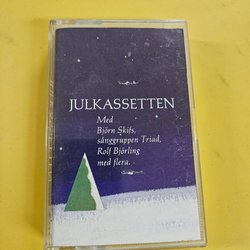 JULKASSETTEN
Med
Björn Skifs,
sånggruppen Triad,
Rolf Björling
med flera.